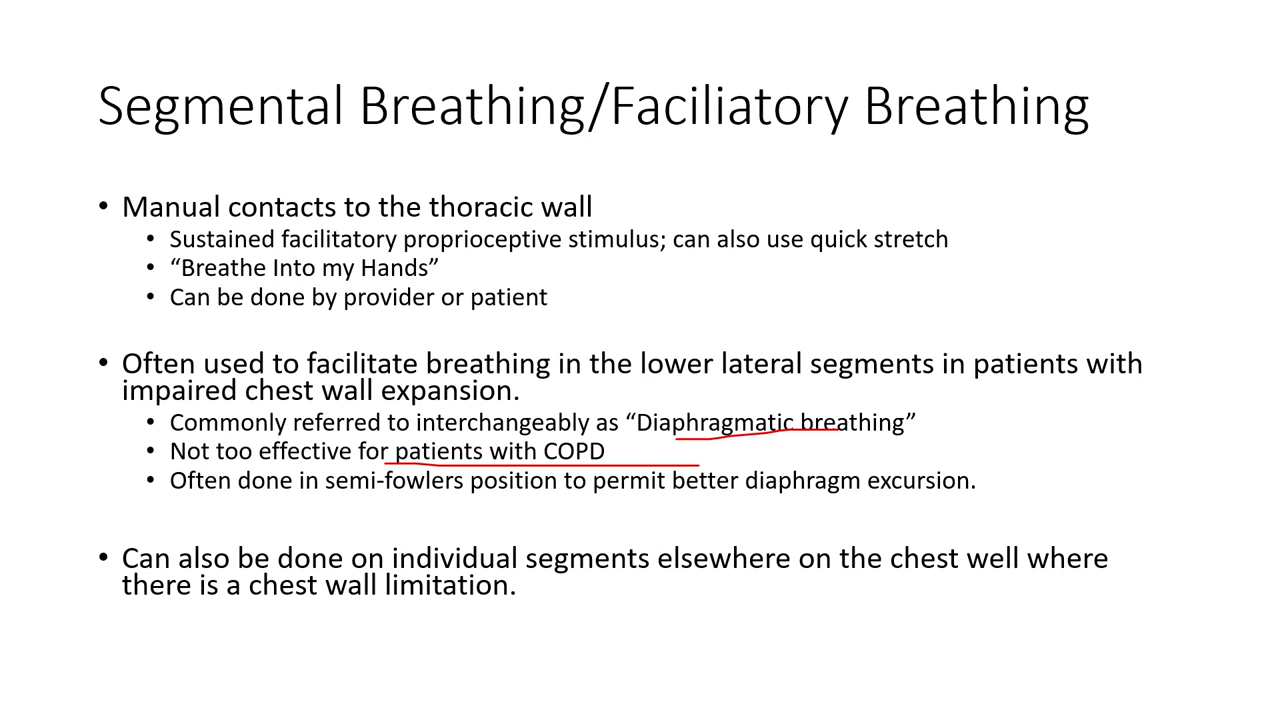 Segmental Breathing/Faciliatory Breathing
• Manual contacts to the thoracic wall
• Sustained facilitatory proprioceptive stimulus; can also use quick stretch
• “Breathe Into my Hands”
• Can be done by provider or patient
• Often used to facilitate breathing in the lower lateral segments in patients with
impaired chest wall expansion.
• Commonly referred to interchangeably as “Diaphragmatic breathing”
• Not too effective for patients with COPD
• Often done in semi-fowlers position to permit better diaphragm excursion.
• Can also be done on individual segments elsewhere on the chest well where
there is a chest wall limitation.